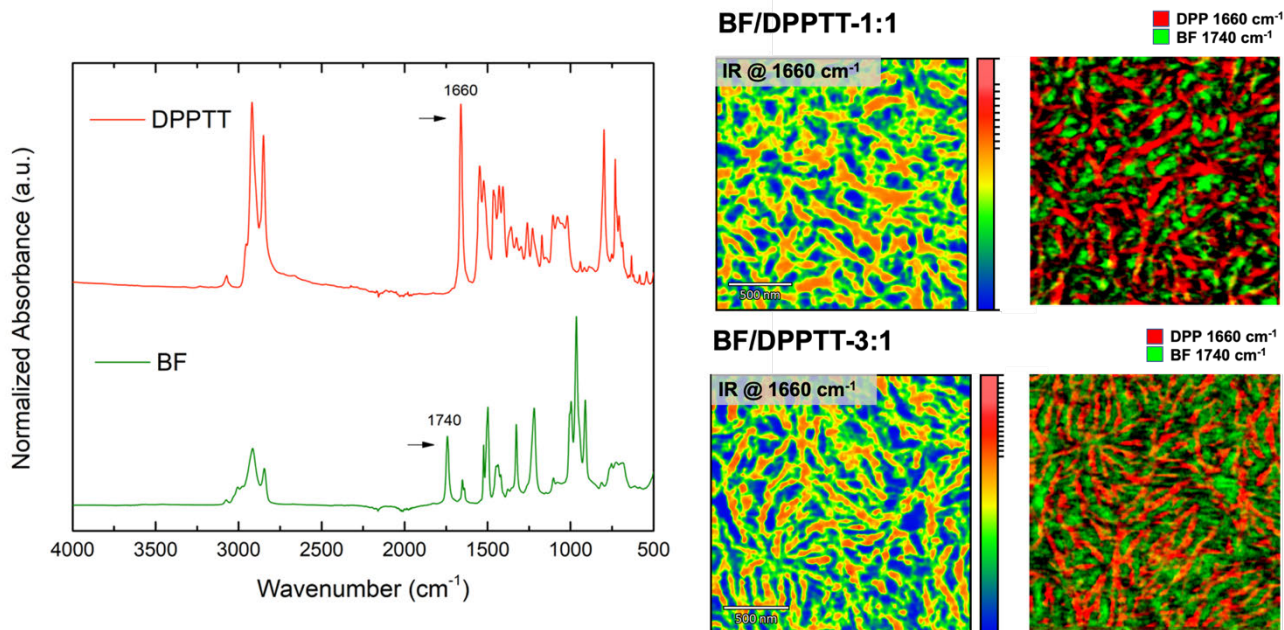 Normalized Absorbance (a.u.)
DPPTT
1660
BF
1740
4000 3500 3000 2500 2000 1500 1000 500
Wavenumber (cm⁻¹)
BF/DPPTT-1:1
DPP 1660 cm⁻¹
BF 1740 cm⁻¹
IR @ 1660 cm⁻¹
500 nm
BF/DPPTT-3:1
DPP 1660 cm⁻¹
BF 1740 cm⁻¹
IR @ 1660 cm⁻¹
500 nm